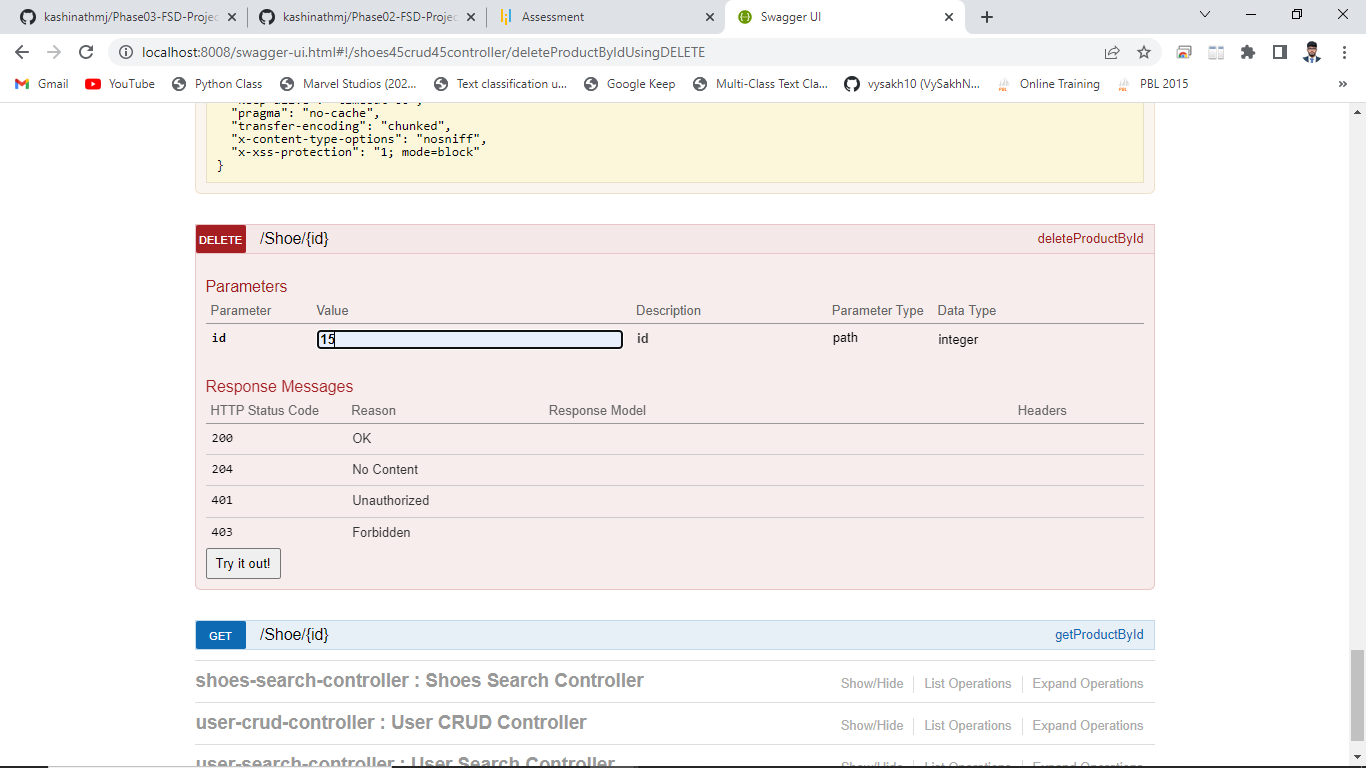 kashinathmj/Phase03-FSD-Projec
kashinathmj/Phase02-FSD-Projec
Assessment
Swagger UI
localhost:8008/swagger-ui.html#!/shoes45crud45controller/deleteProductByIdUsingDELETE
Gmail
YouTube
Python Class
Marvel Studios (202...
Text classification u...
Google Keep
Multi-Class Text Cla...
vysakh10 (VySakhN...
Online Training
PBL 2015
»
"pragma": "no-cache",
"transfer-encoding": "chunked",
"x-content-type-options": "nosniff",
"x-xss-protection": "1; mode=block"
}
DELETE /Shoe/{id} deleteProductById
Parameters
Parameter Value Description Parameter Type Data Type
id 15 id path integer
Response Messages
HTTP Status Code Reason Response Model Headers
200 OK
204 No Content
401 Unauthorized
403 Forbidden
Try it out!
GET /Shoe/{id} getProductById
shoes-search-controller : Shoes Search Controller Show/Hide List Operations Expand Operations
user-crud-controller : User CRUD Controller Show/Hide List Operations Expand Operations
user-search-controller : User Search Controller Show/Hide List Operations Expand Operations